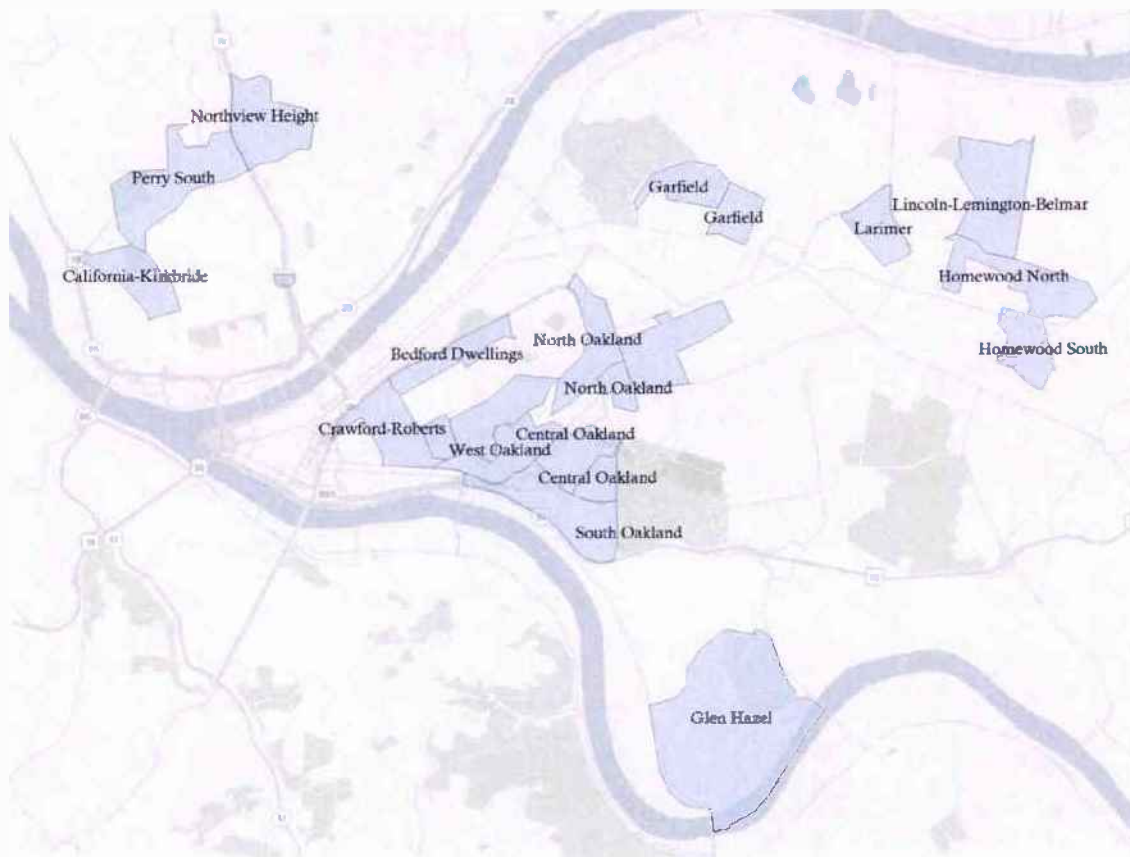 Northview Height
Perry South
California-Kirkbride
Garfield
Garfield
Lincoln-Lemington-Belmar
Larimer
Homewood North
Homewood South
North Oakland
Bedford Dwellings
North Oakland
Crawford-Roberts
Central Oakland
West Oakland
Central Oakland
South Oakland
Glen Hazel
28